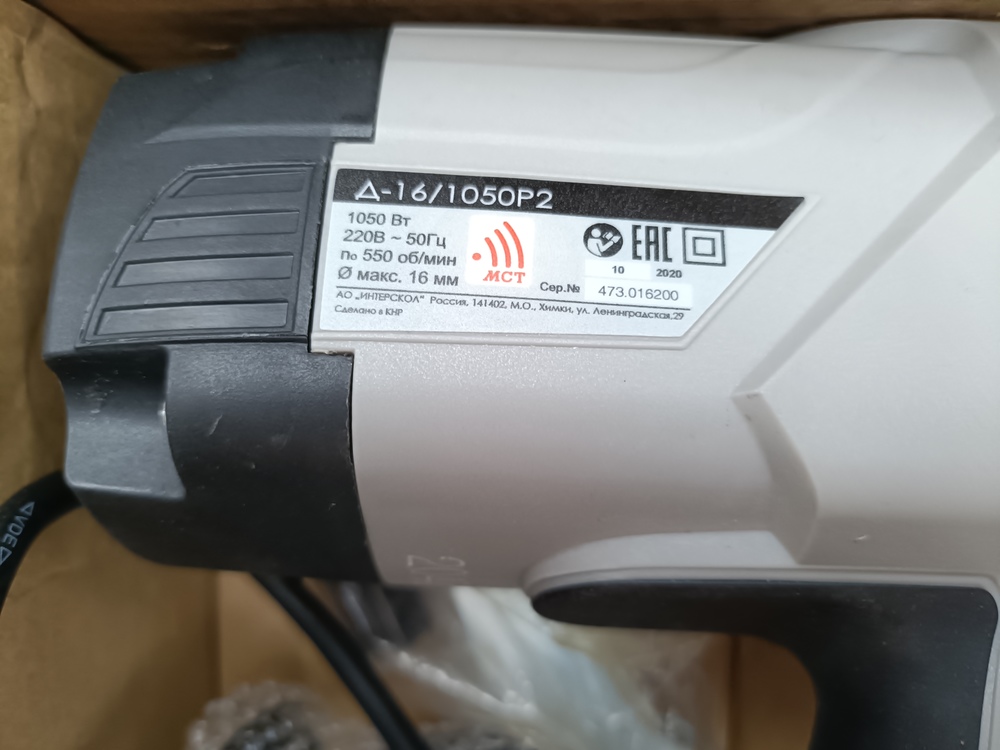 Д-16/1050Р2
1050 Вт
220В ~ 50Гц
n₀ 550 об/мин
Ø макс. 16 мм
МСТ
EAC
10 2020
Сер.№ 473.016200
АО „ИНТЕРСКОЛ" Россия, 141402, М.О., Химки, ул. Ленинградская,29
Сделано в КНР